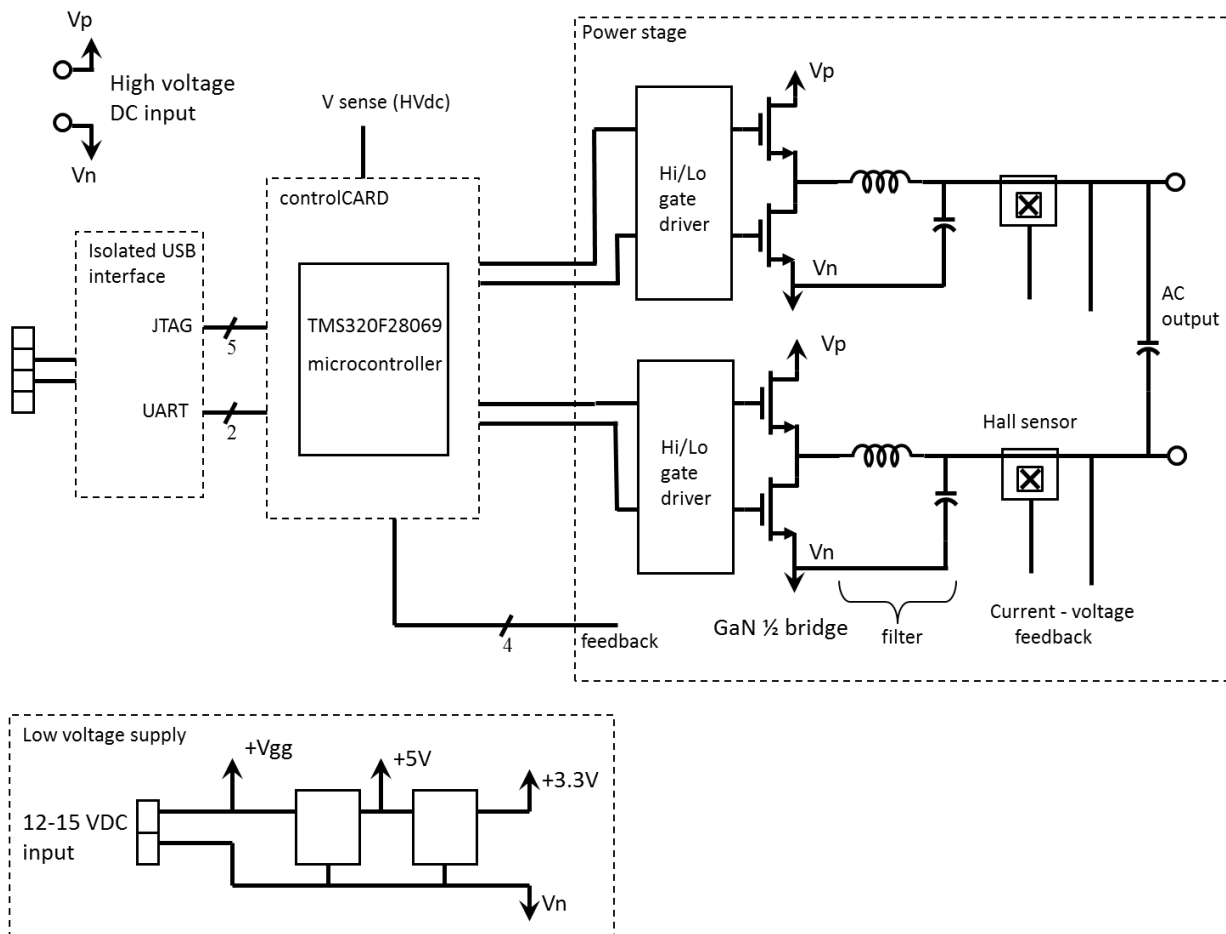 Vp
High voltage
DC input
Vn
V sense (HVdc)
controlCARD
TMS320F28069
microcontroller
Isolated USB
interface
JTAG
5
UART
2
Power stage
Vp
Hi/Lo
gate
driver
Vn
AC
output
Vp
Hi/Lo
gate
driver
Hall sensor
Vn
GaN ½ bridge
filter
Current - voltage
feedback
4
feedback
Low voltage supply
+Vgg
+5V
+3.3V
12-15 VDC
input
Vn